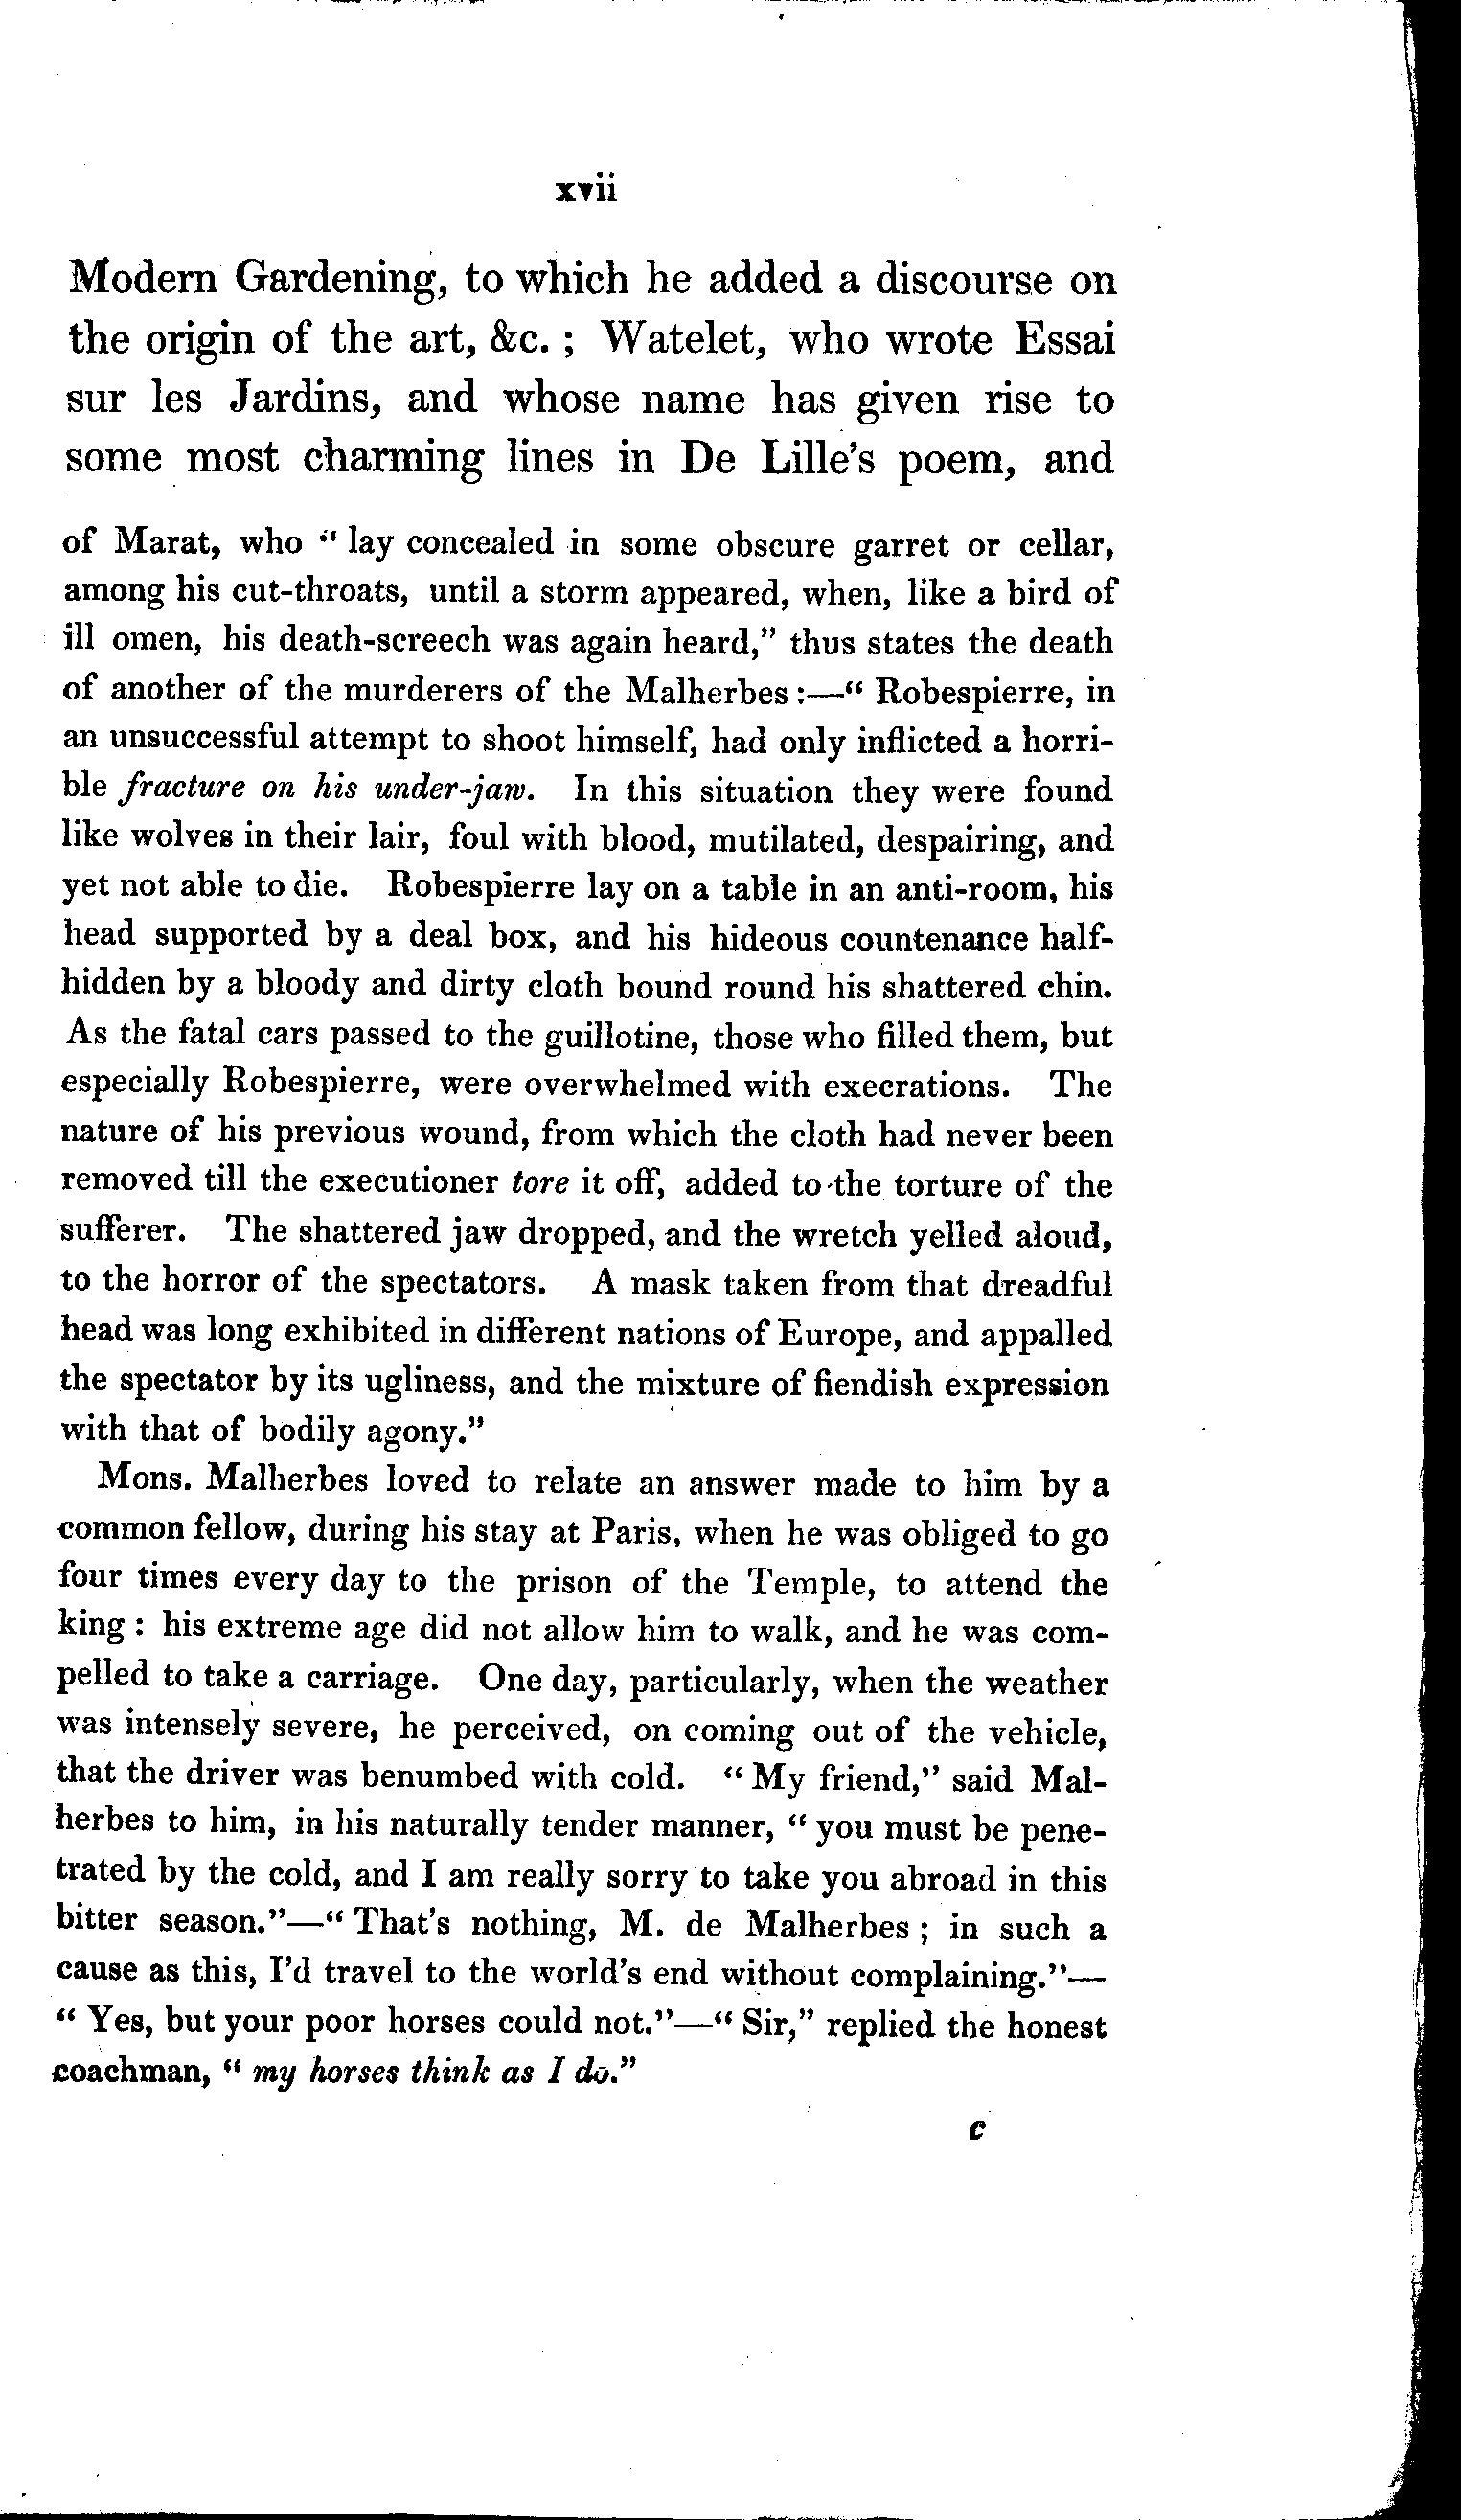 xvii
Modern Gardening, to which he added a discourse on
the origin of the art, &c. ; Watelet, who wrote Essai
sur les Jardins, and whose name has given rise to
some most charming lines in De Lille's poem, and
of Marat, who “ lay concealed in some obscure garret or cellar,
among his cut-throats, until a storm appeared, when, like a bird of
ill omen, his death-screech was again heard,” thus states the death
of another of the murderers of the Malherbes :—“ Robespierre, in
an unsuccessful attempt to shoot himself, had only inflicted a horri-
ble fracture on his under-jaw. In this situation they were found
like wolves in their lair, foul with blood, mutilated, despairing, and
yet not able to die. Robespierre lay on a table in an anti-room, his
head supported by a deal box, and his hideous countenance half-
hidden by a bloody and dirty cloth bound round his shattered chin.
As the fatal cars passed to the guillotine, those who filled them, but
especially Robespierre, were overwhelmed with execrations. The
nature of his previous wound, from which the cloth had never been
removed till the executioner tore it off, added to the torture of the
sufferer. The shattered jaw dropped, and the wretch yelled aloud,
to the horror of the spectators. A mask taken from that dreadful
head was long exhibited in different nations of Europe, and appalled
the spectator by its ugliness, and the mixture of fiendish expression
with that of bodily agony.”
Mons. Malherbes loved to relate an answer made to him by a
common fellow, during his stay at Paris, when he was obliged to go
four times every day to the prison of the Temple, to attend the
king : his extreme age did not allow him to walk, and he was com-
pelled to take a carriage. One day, particularly, when the weather
was intensely severe, he perceived, on coming out of the vehicle,
that the driver was benumbed with cold. “ My friend,” said Mal-
herbes to him, in his naturally tender manner, “ you must be pene-
trated by the cold, and I am really sorry to take you abroad in this
bitter season.”—“ That's nothing, M. de Malherbes ; in such a
cause as this, I'd travel to the world's end without complaining.”—
“ Yes, but your poor horses could not.”—“ Sir,” replied the honest
coachman, “ my horses think as I do.”
c